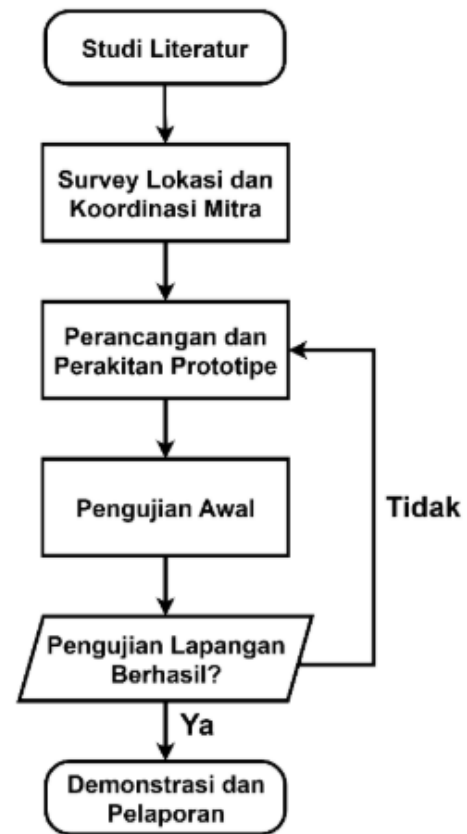 Studi Literatur
Survey Lokasi dan
Koordinasi Mitra
Perancangan dan
Perakitan Prototipe
Pengujian Awal
Tidak
Pengujian Lapangan
Berhasil?
Ya
Demonstrasi dan
Pelaporan